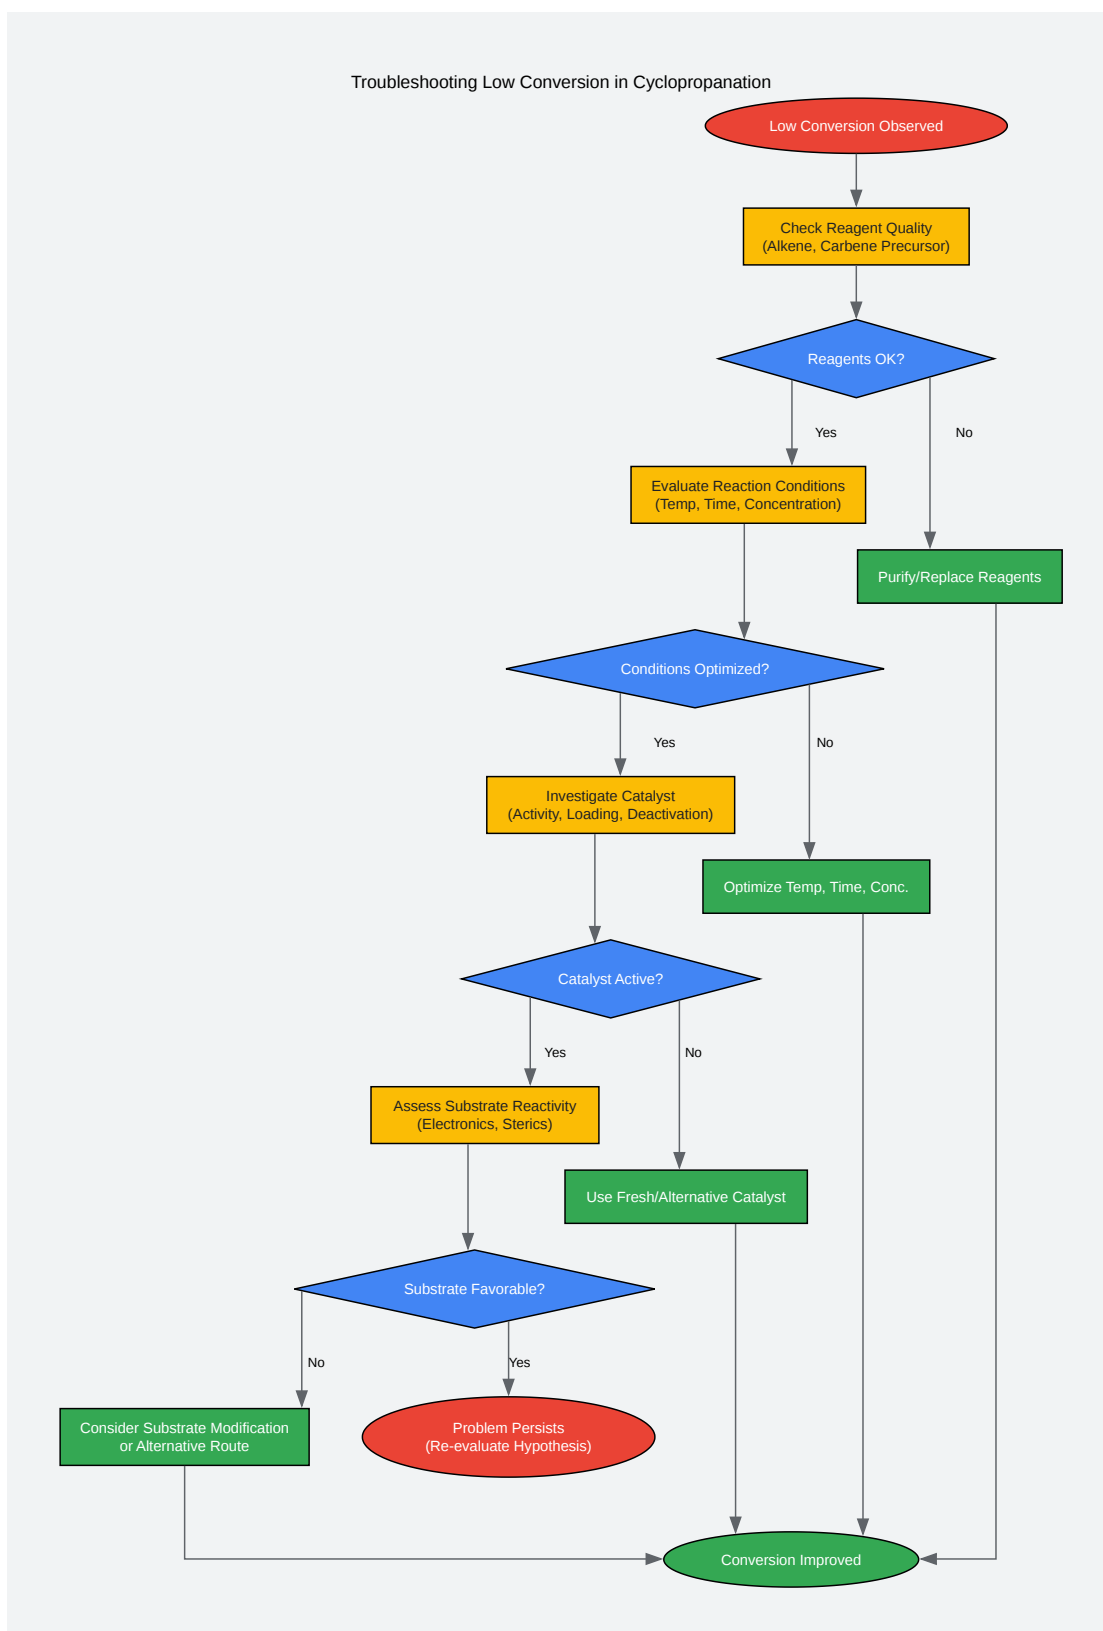 Troubleshooting Low Conversion in Cyclopropanation
Low Conversion Observed
Check Reagent Quality
(Alkene, Carbene Precursor)
Reagents OK?
Yes
No
Evaluate Reaction Conditions
(Temp, Time, Concentration)
Purify/Replace Reagents
Conditions Optimized?
Yes
No
Investigate Catalyst
(Activity, Loading, Deactivation)
Optimize Temp, Time, Conc.
Catalyst Active?
Yes
No
Assess Substrate Reactivity
(Electronics, Sterics)
Use Fresh/Alternative Catalyst
Substrate Favorable?
No
Yes
Consider Substrate Modification
or Alternative Route
Problem Persists
(Re-evaluate Hypothesis)
Conversion Improved